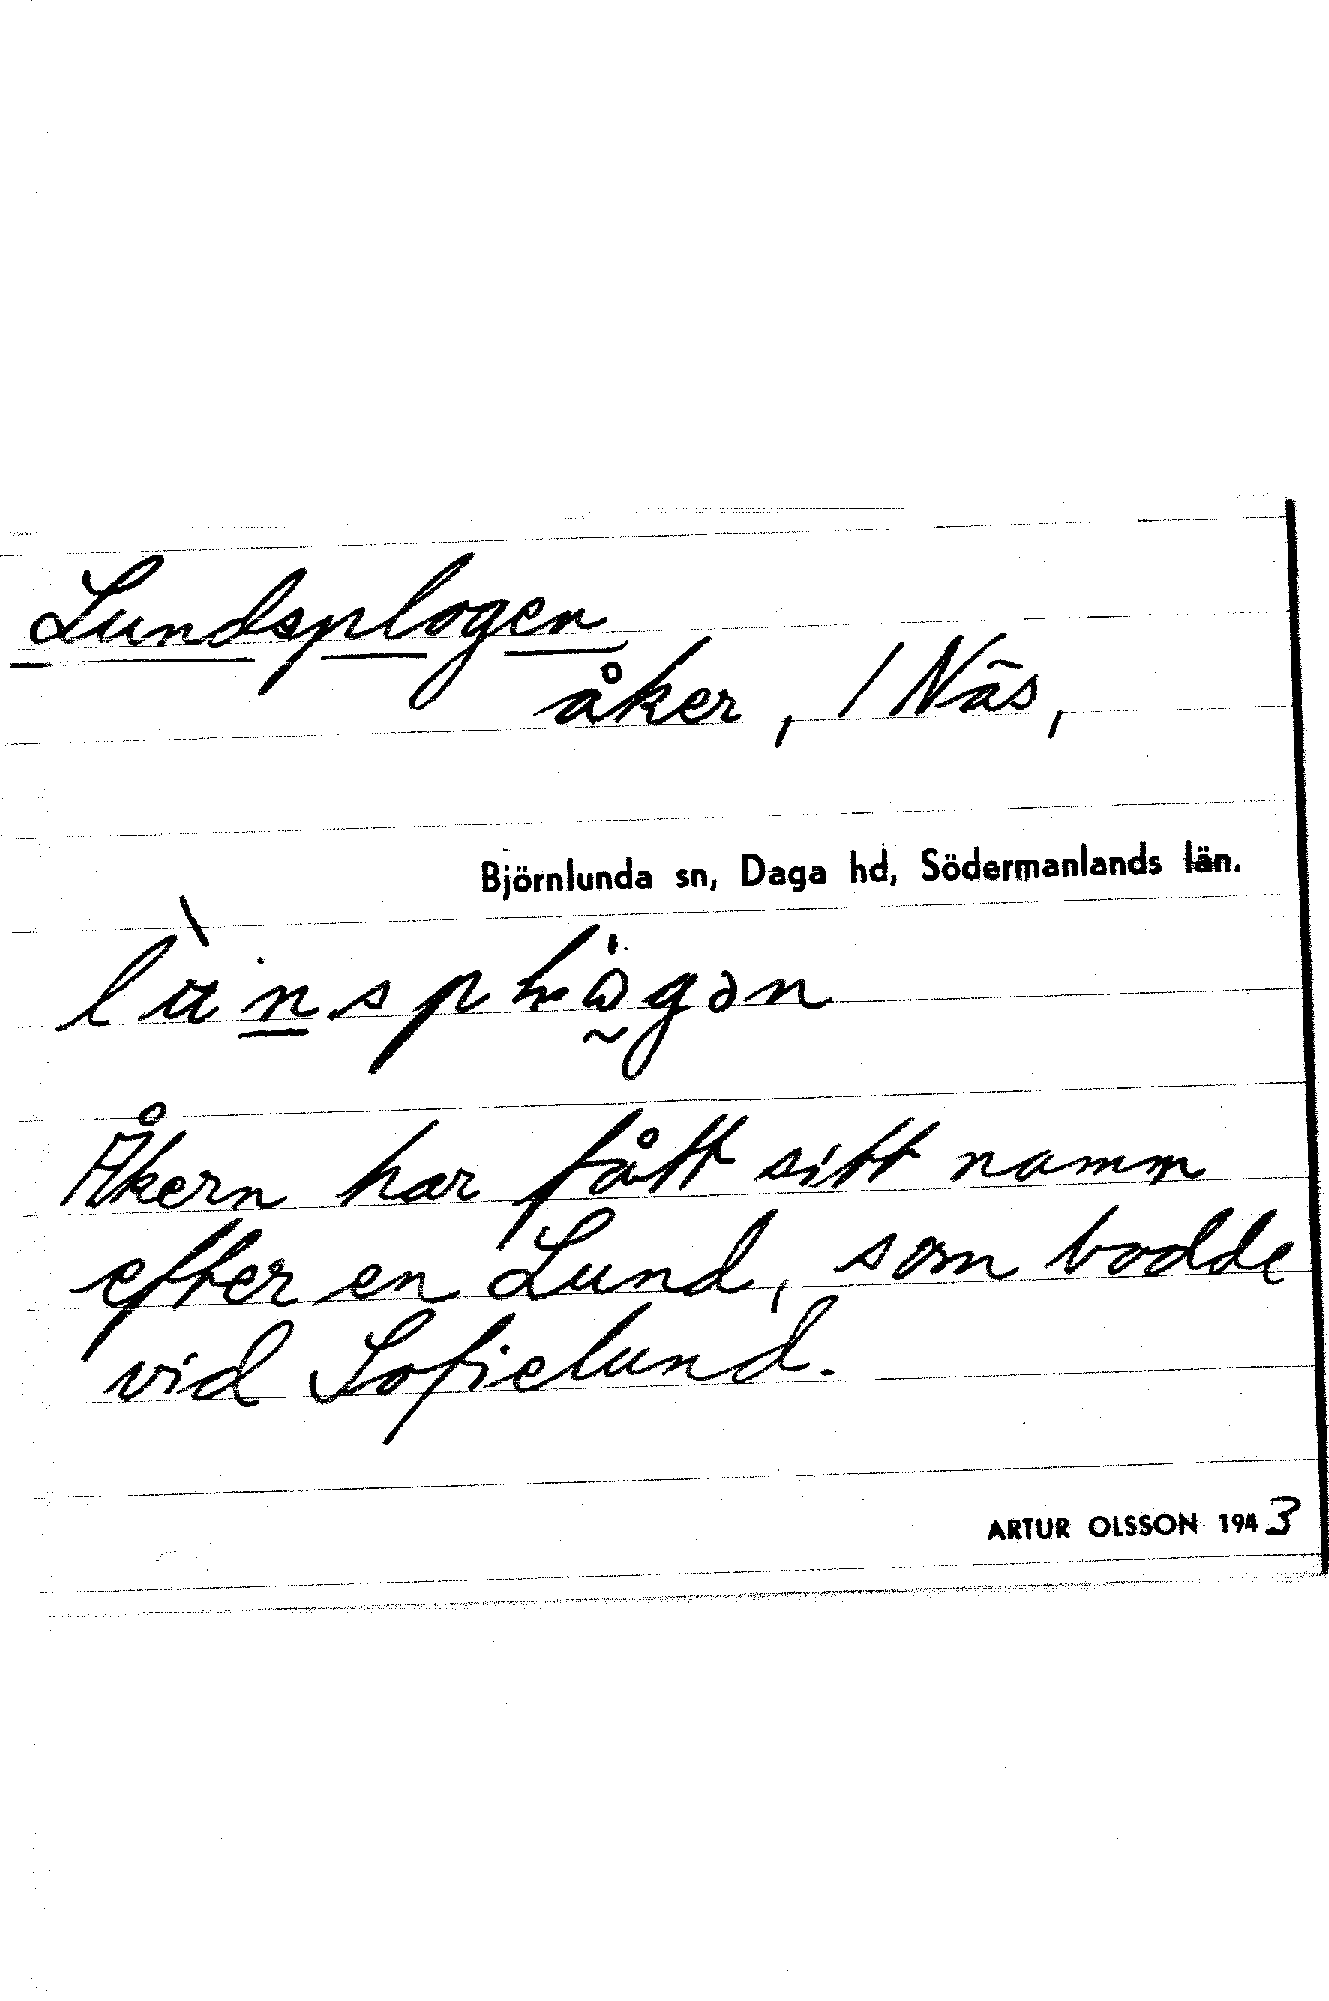 Lundsplogen
åker, / Näs,
Björnlunda sn, Daga hd, Södermanlands län.
Åkern har fått sitt namn
efter en Lund, som bodde
vid Sofielund.
ARTUR OLSSON 1943